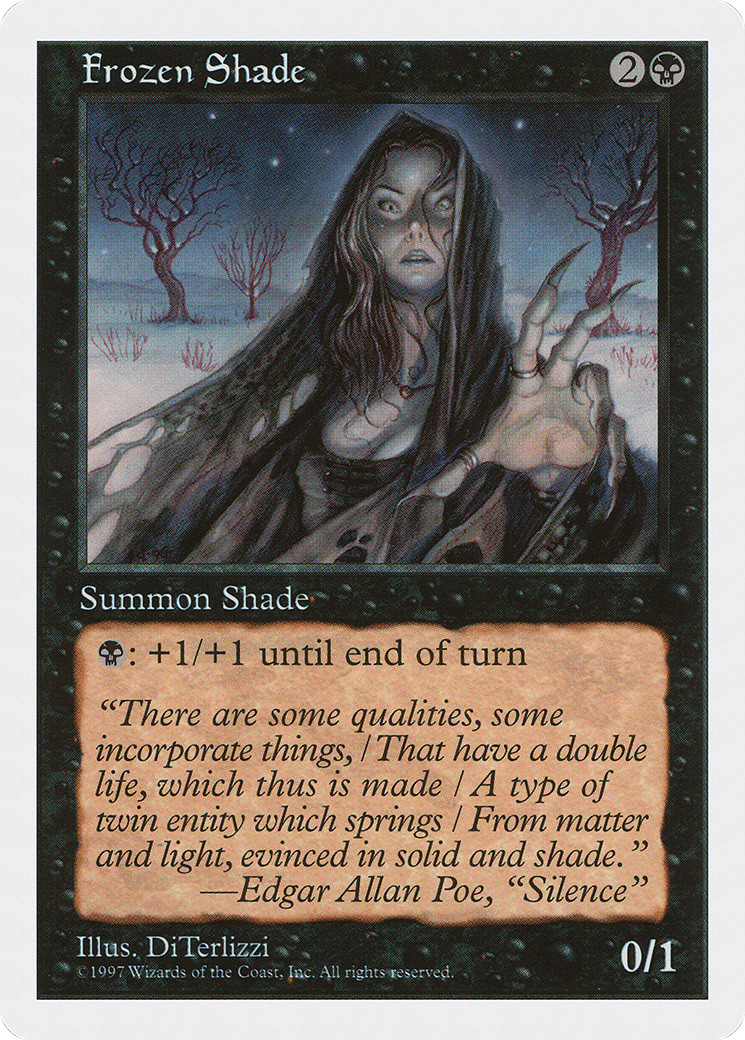 Frozen Shade 2
Summon Shade
: +1/+1 until end of turn
“There are some qualities, some
incorporate things, / That have a double
life, which thus is made / A type of
twin entity which springs / From matter
and light, evinced in solid and shade.”
—Edgar Allan Poe, “Silence”
Illus. DiTerlizzi
©1997 Wizards of the Coast, Inc. All rights reserved.
0/1